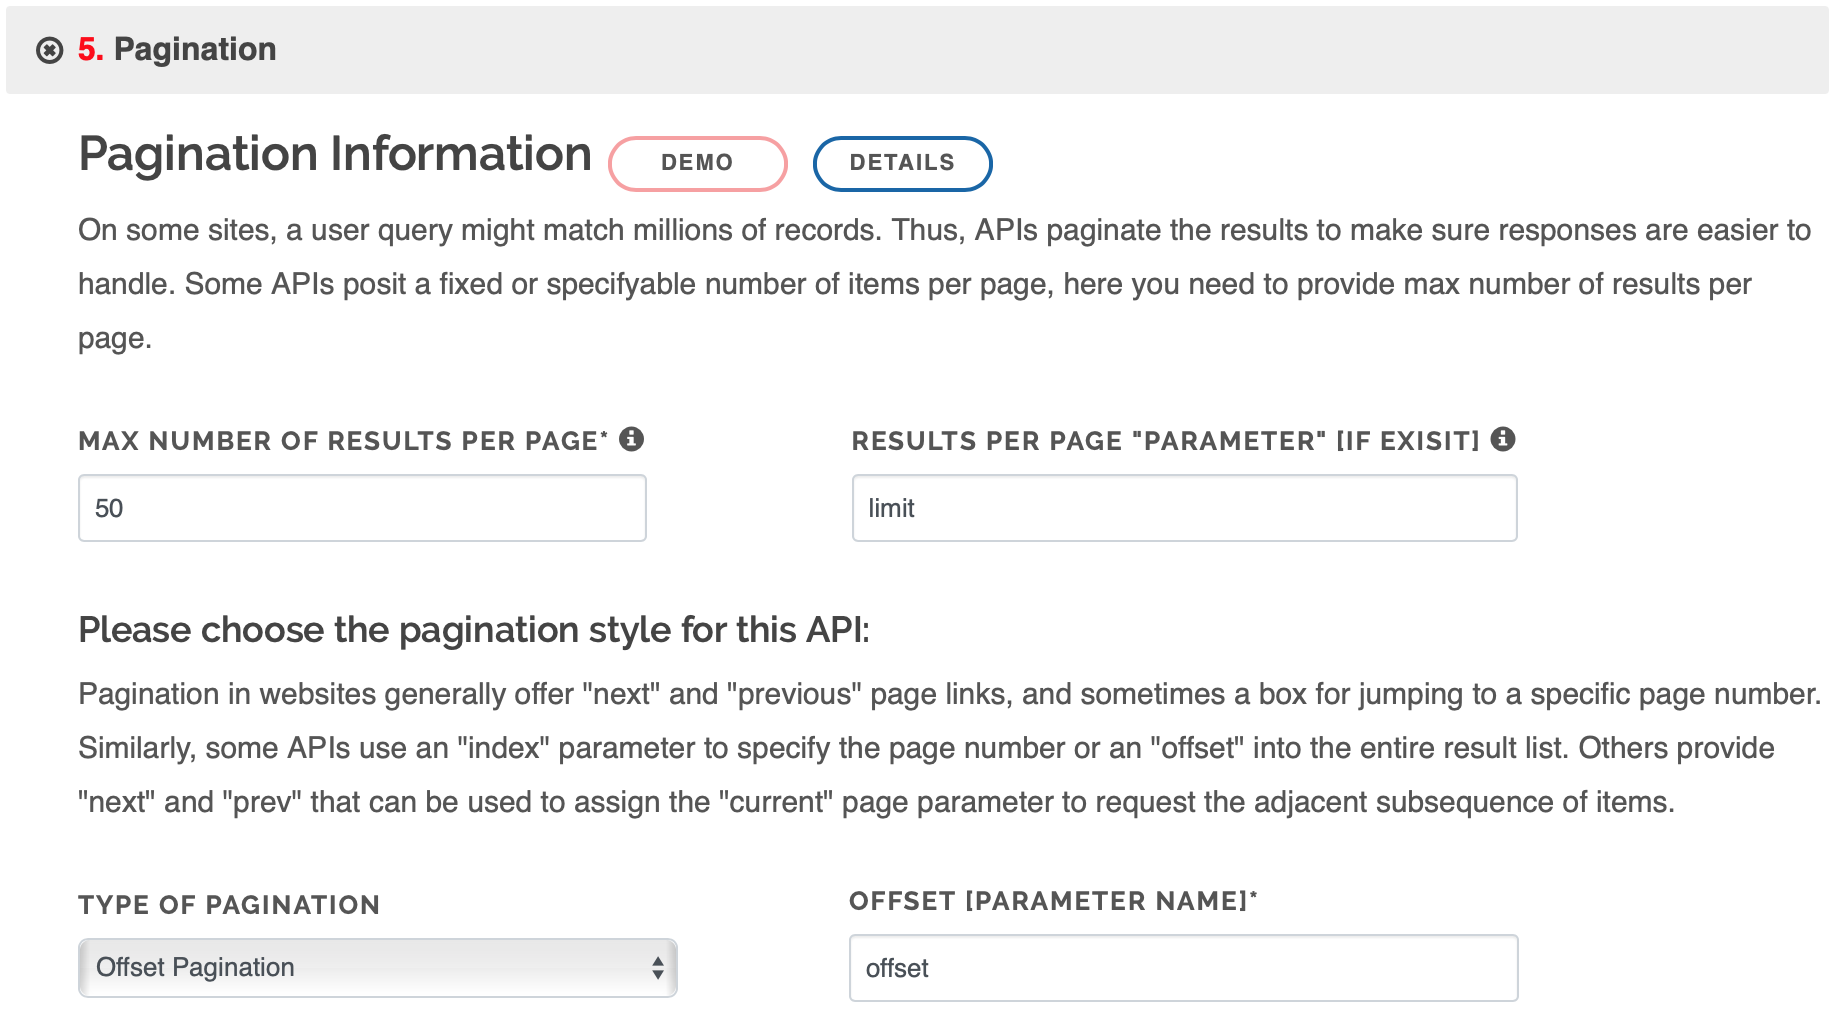 5. Pagination
Pagination Information DEMO DETAILS
On some sites, a user query might match millions of records. Thus, APIs paginate the results to make sure responses are easier to
handle. Some APIs posit a fixed or specifyable number of items per page, here you need to provide max number of results per
page.
MAX NUMBER OF RESULTS PER PAGE* RESULTS PER PAGE "PARAMETER" [IF EXISIT]
50 limit
Please choose the pagination style for this API:
Pagination in websites generally offer "next" and "previous" page links, and sometimes a box for jumping to a specific page number.
Similarly, some APIs use an "index" parameter to specify the page number or an "offset" into the entire result list. Others provide
"next" and "prev" that can be used to assign the "current" page parameter to request the adjacent subsequence of items.
TYPE OF PAGINATION OFFSET [PARAMETER NAME]*
Offset Pagination offset